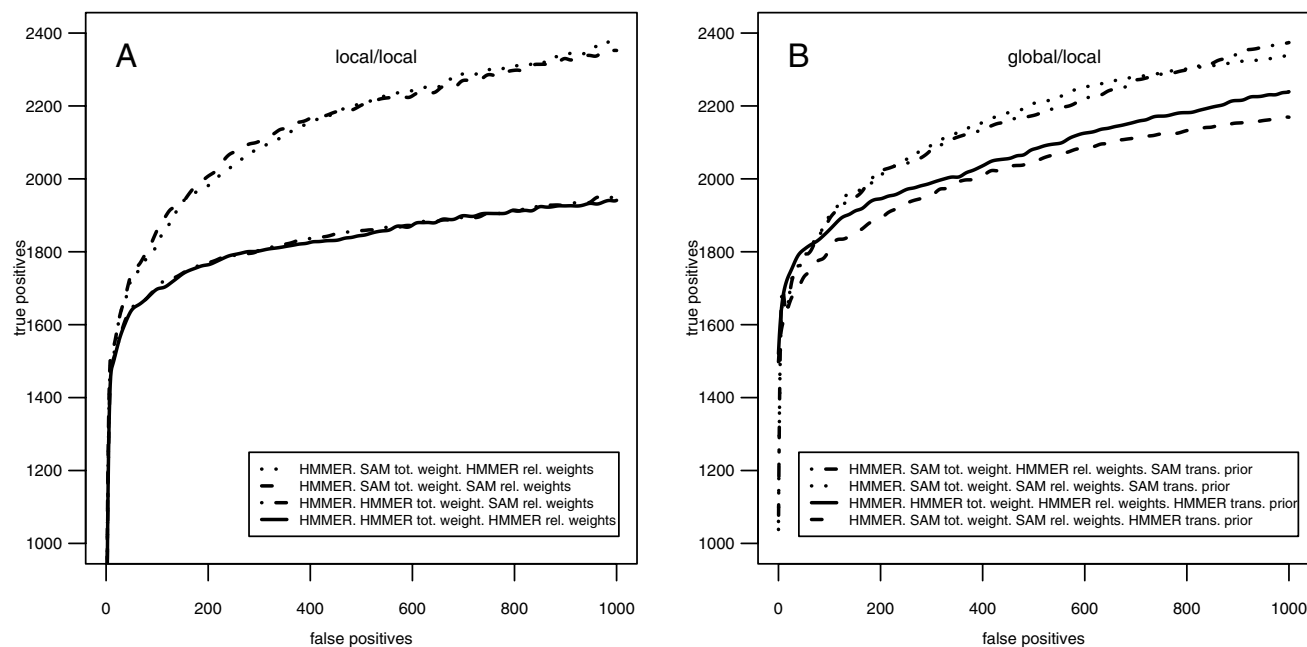 A
local/local
2400
2200
2000
1800
1600
1400
1200
1000
true positives
HMMER. SAM tot. weight. HMMER rel. weights
HMMER. SAM tot. weight. SAM rel. weights
HMMER. HMMER tot. weight. SAM rel. weights
HMMER. HMMER tot. weight. HMMER rel. weights
0 200 400 600 800 1000
false positives
B
global/local
2400
2200
2000
1800
1600
1400
1200
1000
true positives
HMMER. SAM tot. weight. HMMER rel. weights. SAM trans. prior
HMMER. SAM tot. weight. SAM rel. weights. SAM trans. prior
HMMER. HMMER tot. weight. HMMER rel. weights. HMMER trans. prior
HMMER. SAM tot. weight. SAM rel. weights. HMMER trans. prior
0 200 400 600 800 1000
false positives